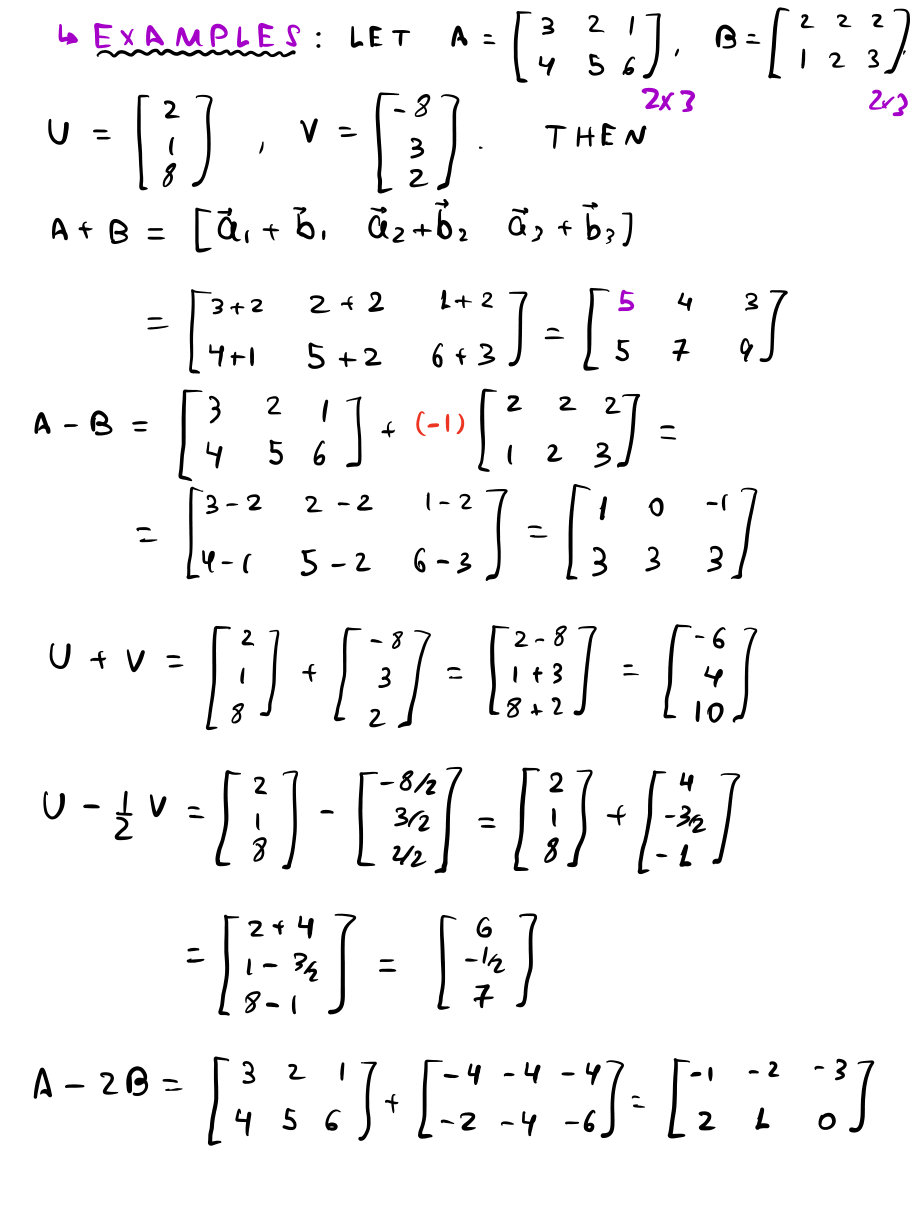 ↳ EXAMPLES: LET A = [3 2 1; 4 5 6] 2x3, B = [2 2 2; 1 2 3] 2x3,
U = [2; 1; 8], V = [-8; 3; 2]. THEN
A + B = [a⃗₁ + b⃗₁ a⃗₂ + b⃗₂ a⃗₃ + b⃗₃]
= [3+2 2+2 1+2; 4+1 5+2 6+3] = [5 4 3; 5 7 9]
A - B = [3 2 1; 4 5 6] + (-1) [2 2 2; 1 2 3] =
= [3-2 2-2 1-2; 4-1 5-2 6-3] = [1 0 -1; 3 3 3]
U + V = [2; 1; 8] + [-8; 3; 2] = [2-8; 1+3; 8+2] = [-6; 4; 10]
U - 1/2 V = [2; 1; 8] - [-8/2; 3/2; 2/2] = [2; 1; 8] + [4; -3/2; -1]
= [2+4; 1-3/2; 8-1] = [6; -1/2; 7]
A - 2B = [3 2 1; 4 5 6] + [-4 -4 -4; -2 -4 -6] = [-1 -2 -3; 2 1 0]